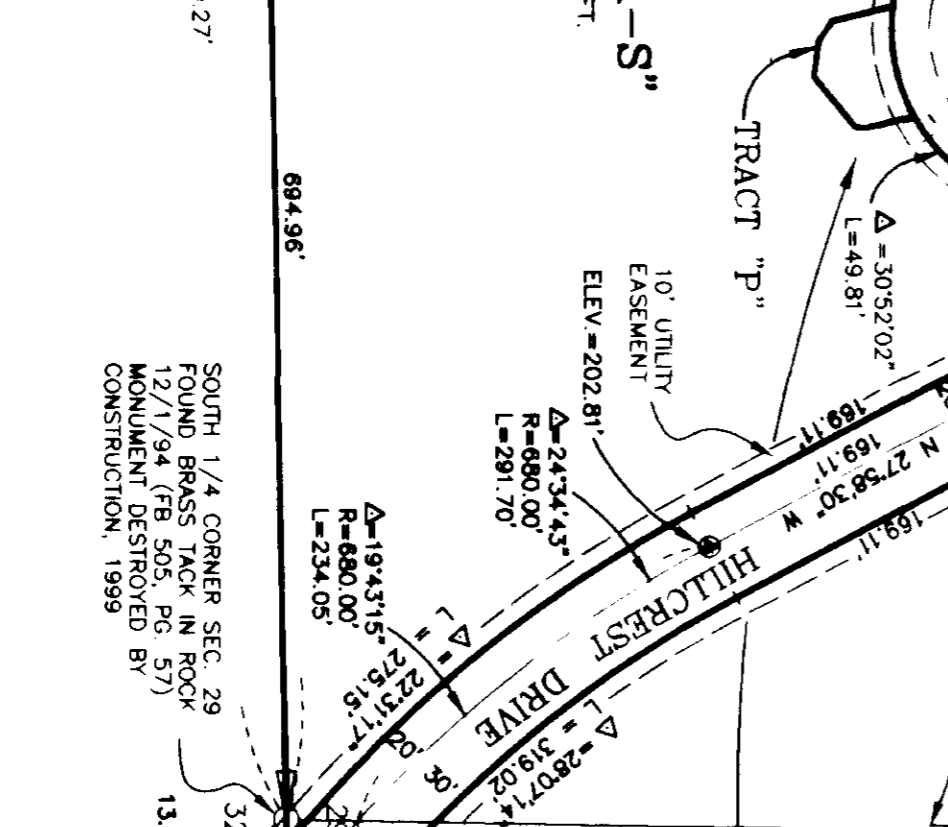 -S"
FT.
.27'
694.96'
TRACT "P"
Δ=30°52'02"
L=49.81'
10' UTILITY
EASEMENT
ELEV.=202.81'
169.11'
169.11'
N 27°58'30" W
169.11'
Δ=24°34'43"
R=680.00'
L=291.70'
HILLCREST DRIVE
Δ=19°43'15"
R=680.00'
L=234.05'
Δ = 22°31'17"
L = 275.15'
20'
30'
Δ=28°07'14"
L = 319.02'
SOUTH 1/4 CORNER SEC. 29
FOUND BRASS TACK IN ROCK
12/1/94 (FB 505, PG 57)
MONUMENT DESTROYED BY
CONSTRUCTION, 1999
32
13.